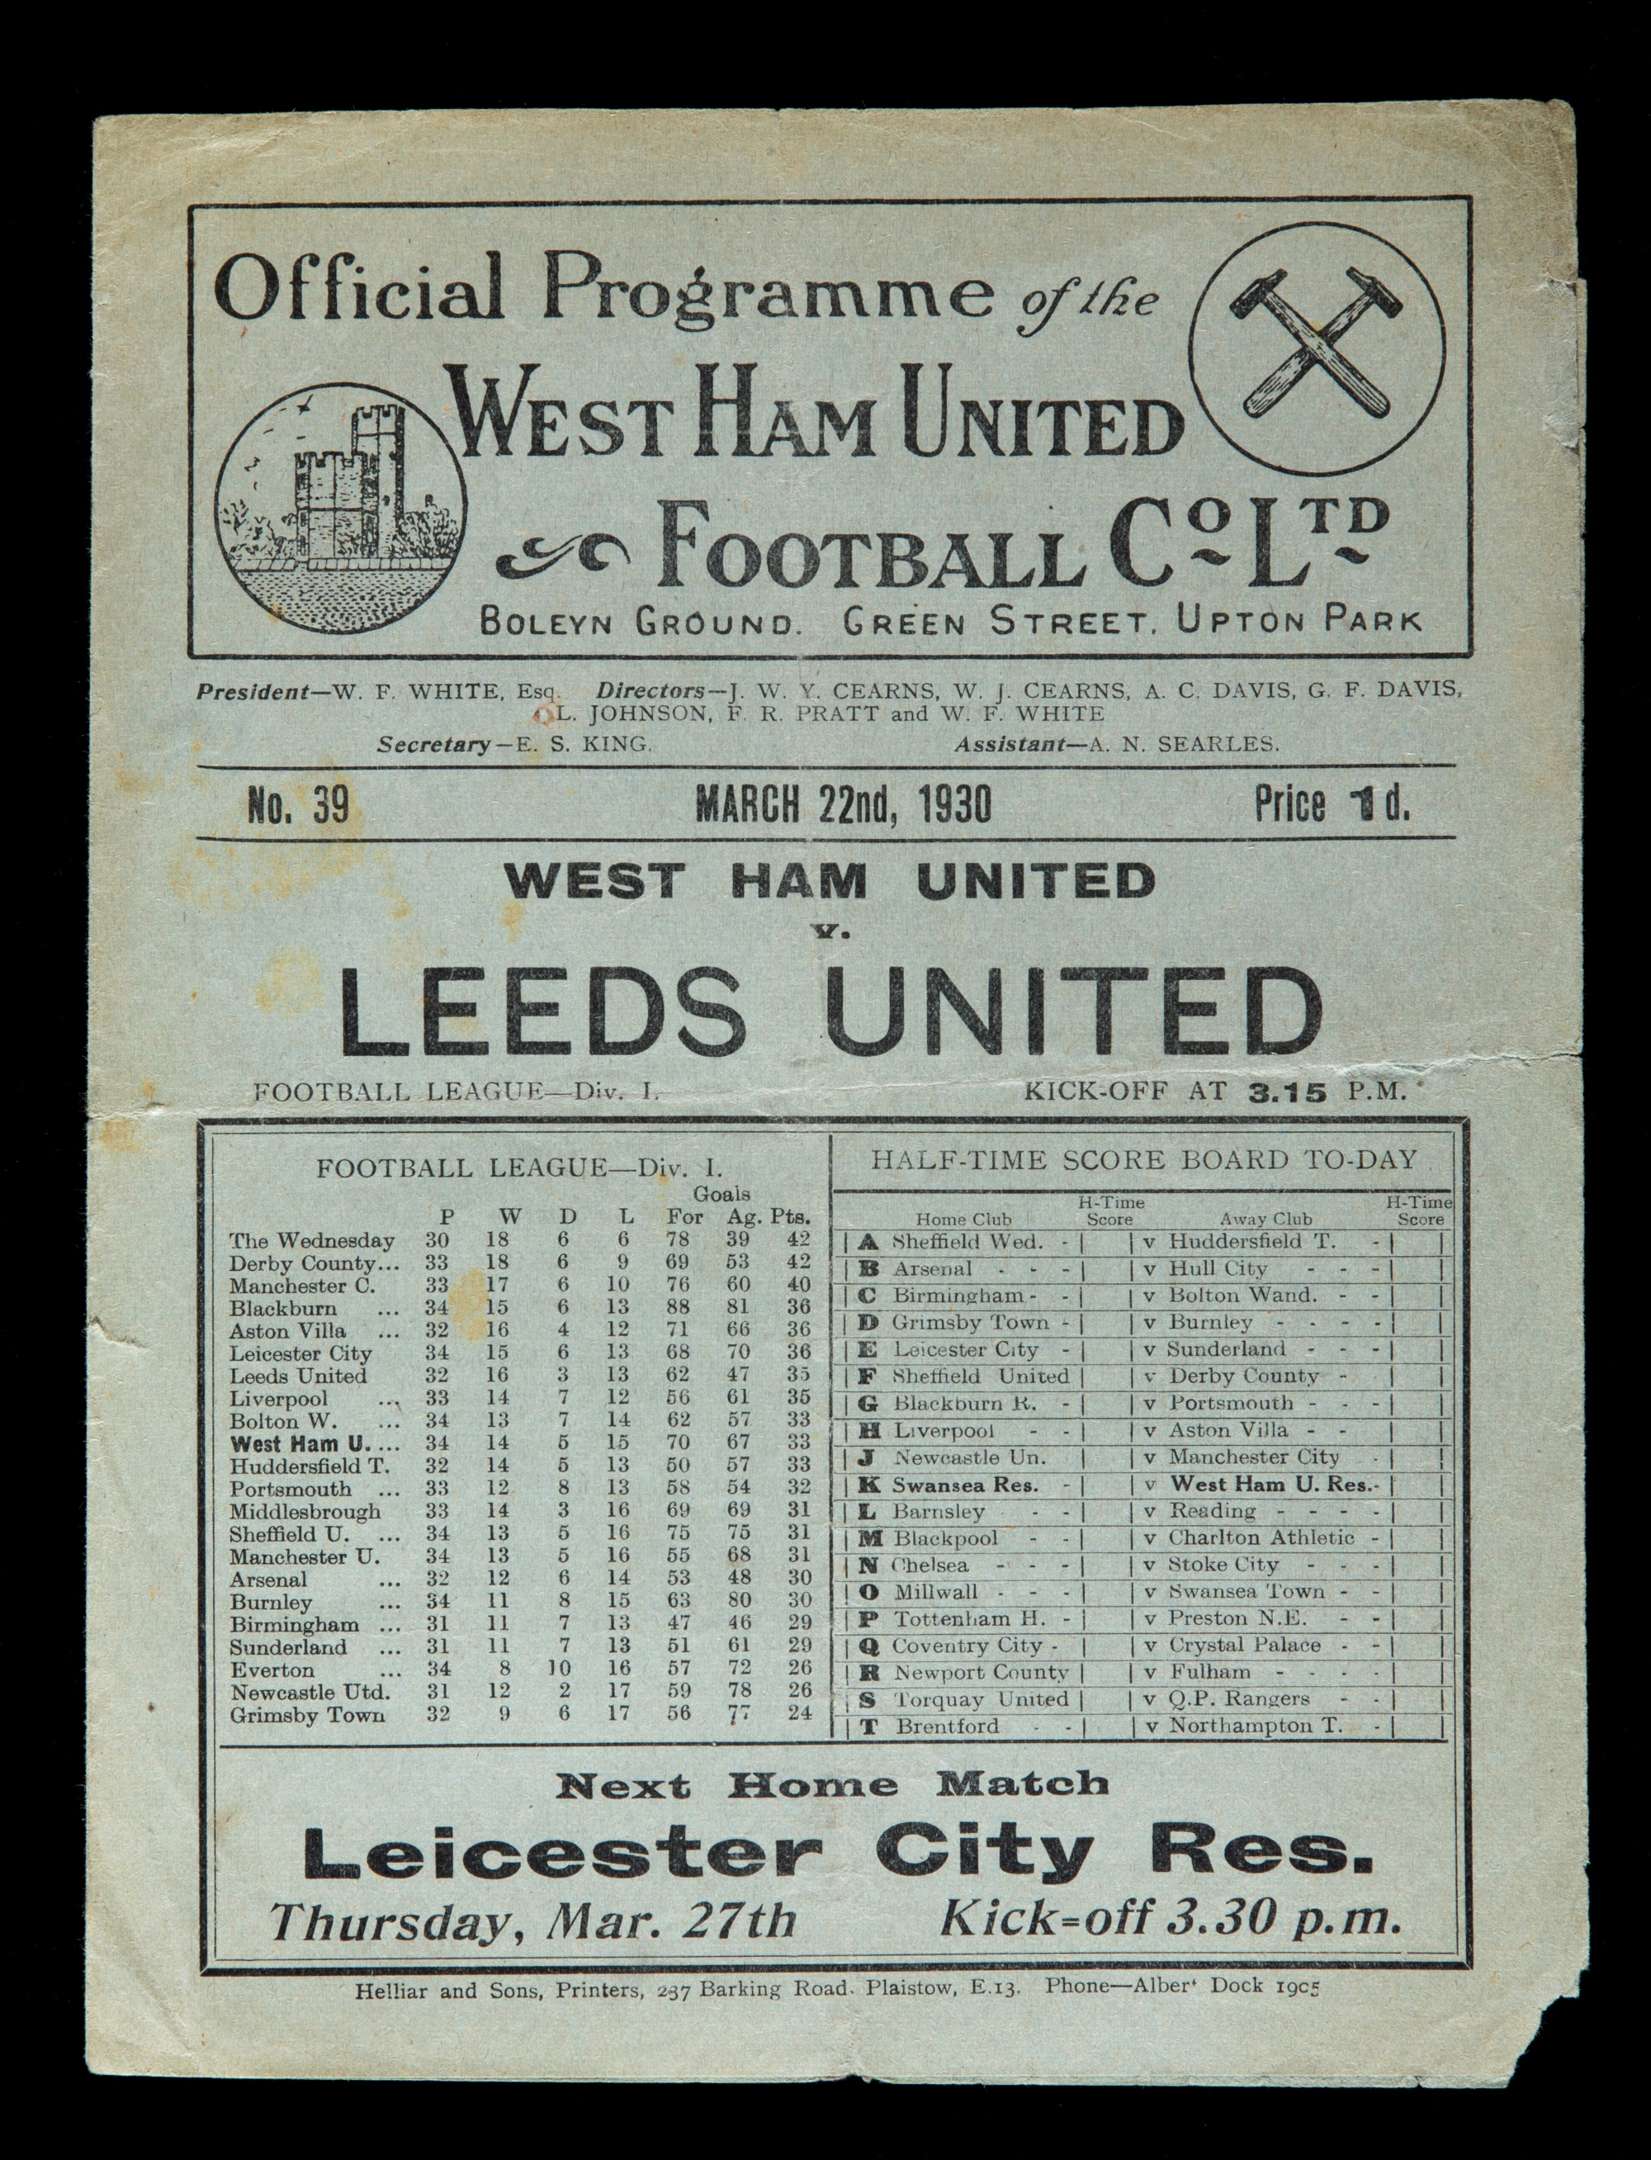 Official Programme of the
WEST HAM UNITED
FOOTBALL CO LTD
BOLEYN GROUND. GREEN STREET, UPTON PARK
President—W. F. WHITE, Esq. Directors—J. W. Y. CEARNS, W. J. CEARNS, A. C. DAVIS, G. F. DAVIS,
L. JOHNSON, F. R. PRATT and W. F. WHITE
Secretary—E. S. KING. Assistant—A. N. SEARLES.
No. 39 MARCH 22nd, 1930 Price 1d.
WEST HAM UNITED
v.
LEEDS UNITED
FOOTBALL LEAGUE—Div. I. KICK-OFF AT 3.15 P.M.
FOOTBALL LEAGUE—Div. I.
Goals
P W D L For Ag. Pts.
The Wednesday 30 18 6 6 78 39 42
Derby County... 33 18 6 9 69 53 42
Manchester C. 33 17 6 10 76 60 40
Blackburn ... 34 15 6 13 88 81 36
Aston Villa ... 32 16 4 12 71 66 36
Leicester City 34 15 6 13 68 70 36
Leeds United 32 16 3 13 62 47 35
Liverpool ... 33 14 7 12 56 61 35
Bolton W. ... 34 13 7 14 62 57 33
West Ham U. ... 34 14 5 15 70 67 33
Huddersfield T. 32 14 5 13 50 57 33
Portsmouth ... 33 12 8 13 58 54 32
Middlesbrough 33 14 3 16 69 69 31
Sheffield U. ... 34 13 5 16 75 75 31
Manchester U. 34 13 5 16 55 68 31
Arsenal ... 32 12 6 14 53 48 30
Burnley ... 34 11 8 15 63 80 30
Birmingham ... 31 11 7 13 47 46 29
Sunderland ... 31 11 7 13 51 61 29
Everton ... 34 8 10 16 57 72 26
Newcastle Utd. 31 12 2 17 59 78 26
Grimsby Town 32 9 6 17 56 77 24
HALF-TIME SCORE BOARD TO-DAY
H-Time H-Time
Home Club Score Away Club Score
A Sheffield Wed. - v Huddersfield T. -
B Arsenal - - - v Hull City - - -
C Birmingham - - v Bolton Wand. - -
D Grimsby Town - v Burnley - - - -
E Leicester City - v Sunderland - - -
F Sheffield United v Derby County -
G Blackburn R. - v Portsmouth - - -
H Liverpool - - v Aston Villa - -
J Newcastle Un. v Manchester City -
K Swansea Res. - v West Ham U. Res. -
L Barnsley - - v Reading - - - -
M Blackpool - - v Charlton Athletic -
N Chelsea - - - v Stoke City - - -
O Millwall - - - v Swansea Town - -
P Tottenham H. - v Preston N.E. - -
Q Coventry City - v Crystal Palace - -
R Newport County v Fulham - - - -
S Torquay United v Q.P. Rangers - -
T Brentford - - v Northampton T. -
Next Home Match
Leicester City Res.
Thursday, Mar. 27th Kick=off 3.30 p.m.
Helliar and Sons, Printers, 237 Barking Road. Plaistow, E.13. Phone—Albert Dock 1905